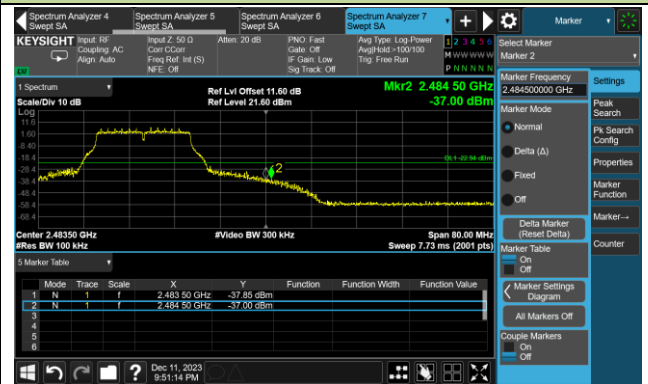 Spectrum Analyzer 4
Swept SA
Spectrum Analyzer 5
Swept SA
Spectrum Analyzer 6
Swept SA
Spectrum Analyzer 7
Swept SA
+
Marker
KEYSIGHT
Input: RF
Coupling: AC
Align: Auto
Input Z: 50 Ω
Corr CCorr
Freq Ref: Int (S)
NFE: Off
Atten: 20 dB
PNO: Fast
Gate: Off
IF Gain: Low
Sig Track: Off
Avg Type: Log-Power
Avg|Hold >100/100
Trig: Free Run
1 2 3 4 5 6
M W W W W W
P N N N N N
LXI
Select Marker
Marker 2
1 Spectrum
Scale/Div 10 dB
Ref Lvl Offset 11.60 dB
Ref Level 21.60 dBm
Mkr2 2.484 50 GHz
-37.00 dBm
Log
11.6
1.60
-8.40
-18.4
-28.4
-38.4
-48.4
-58.4
-68.4
DL1 -22.94 dBm
2
Center 2.48350 GHz
#Res BW 100 kHz
#Video BW 300 kHz
Span 80.00 MHz
Sweep 7.73 ms (2001 pts)
5 Marker Table
Mode Trace Scale X Y Function Function Width Function Value
1 N 1 f 2.483 50 GHz -37.85 dBm
2 N 1 f 2.484 50 GHz -37.00 dBm
3
4
5
6
Marker Frequency
2.484500000 GHz
Marker Mode
Normal
Delta (Δ)
Fixed
Off
Delta Marker
(Reset Delta)
Marker Table
On
Off
Marker Settings
Diagram
All Markers Off
Couple Markers
On
Off
Settings
Peak
Search
Pk Search
Config
Properties
Marker
Function
Marker→
Counter
?
Dec 11, 2023
9:51:14 PM